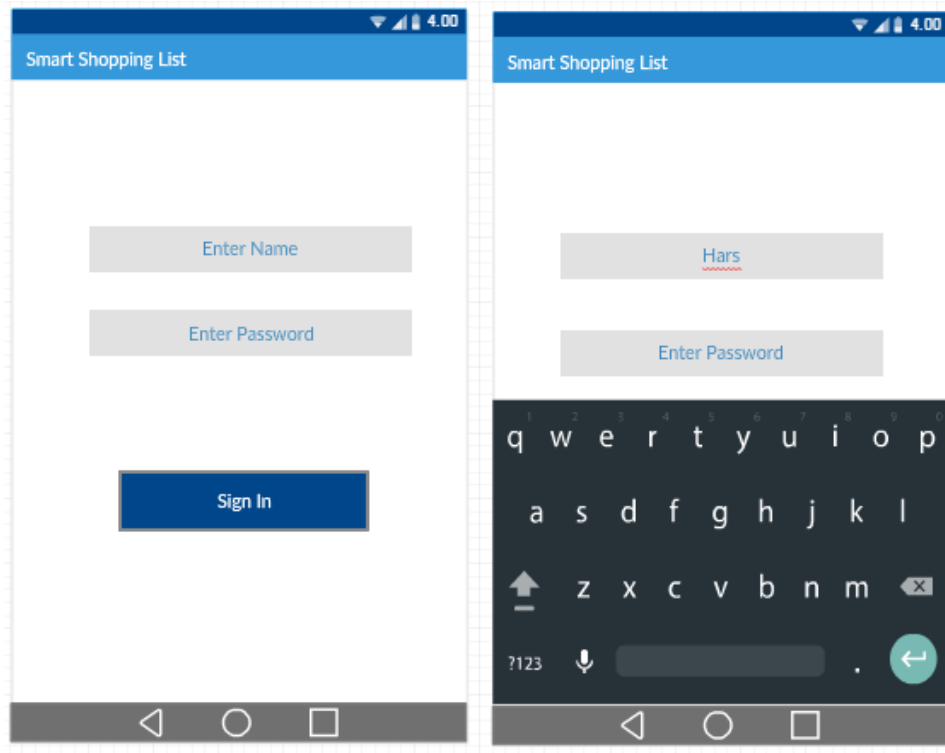 4.00
Smart Shopping List
Enter Name
Enter Password
Sign In
4.00
Smart Shopping List
Hars
Enter Password
1 2 3 4 5 6 7 8 9 0
q w e r t y u i o p
a s d f g h j k l
z x c v b n m
?123 .